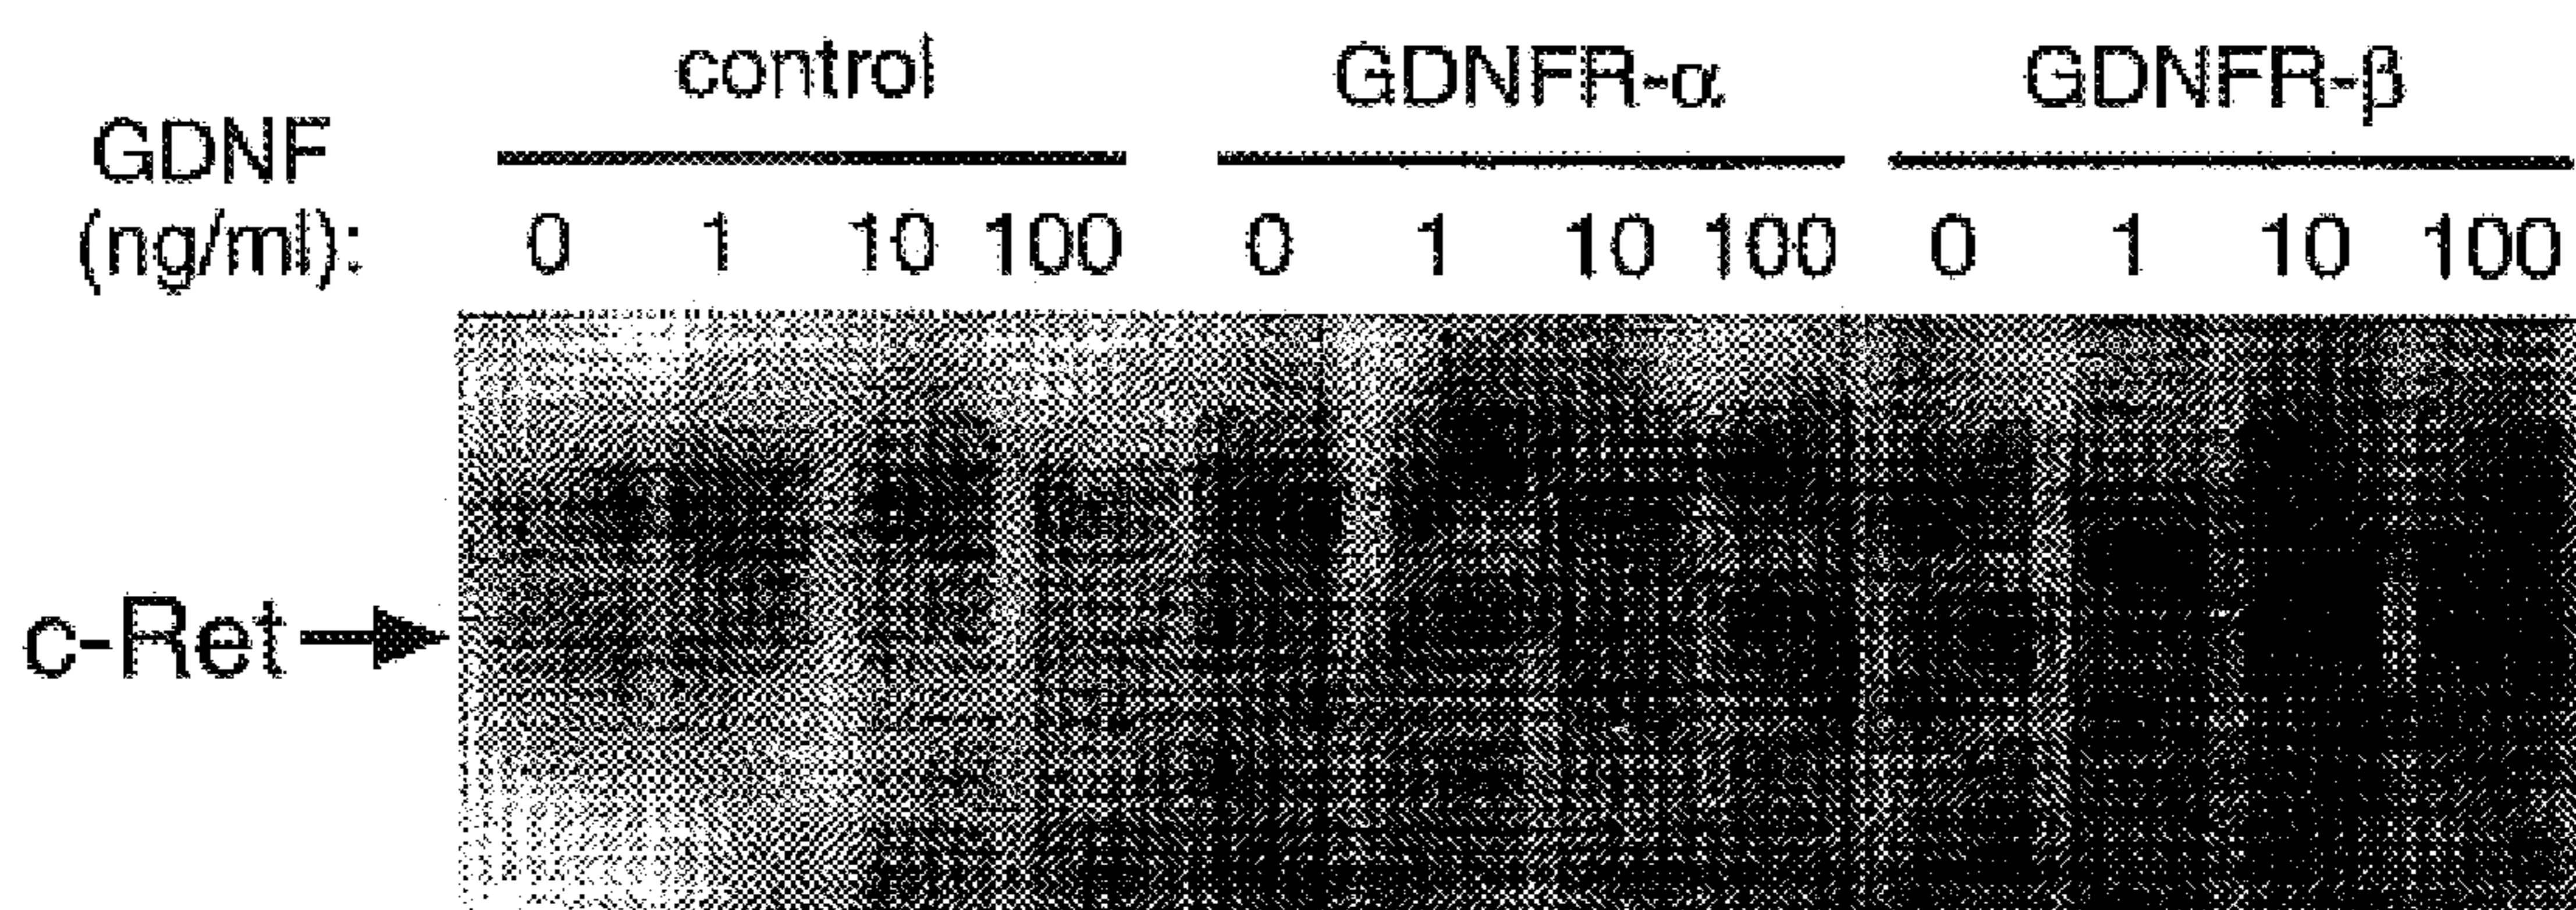 control GDNFR-α GDNFR-β
GDNF
(ng/ml): 0 1 10 100 0 1 10 100 0 1 10 100
c-Ret